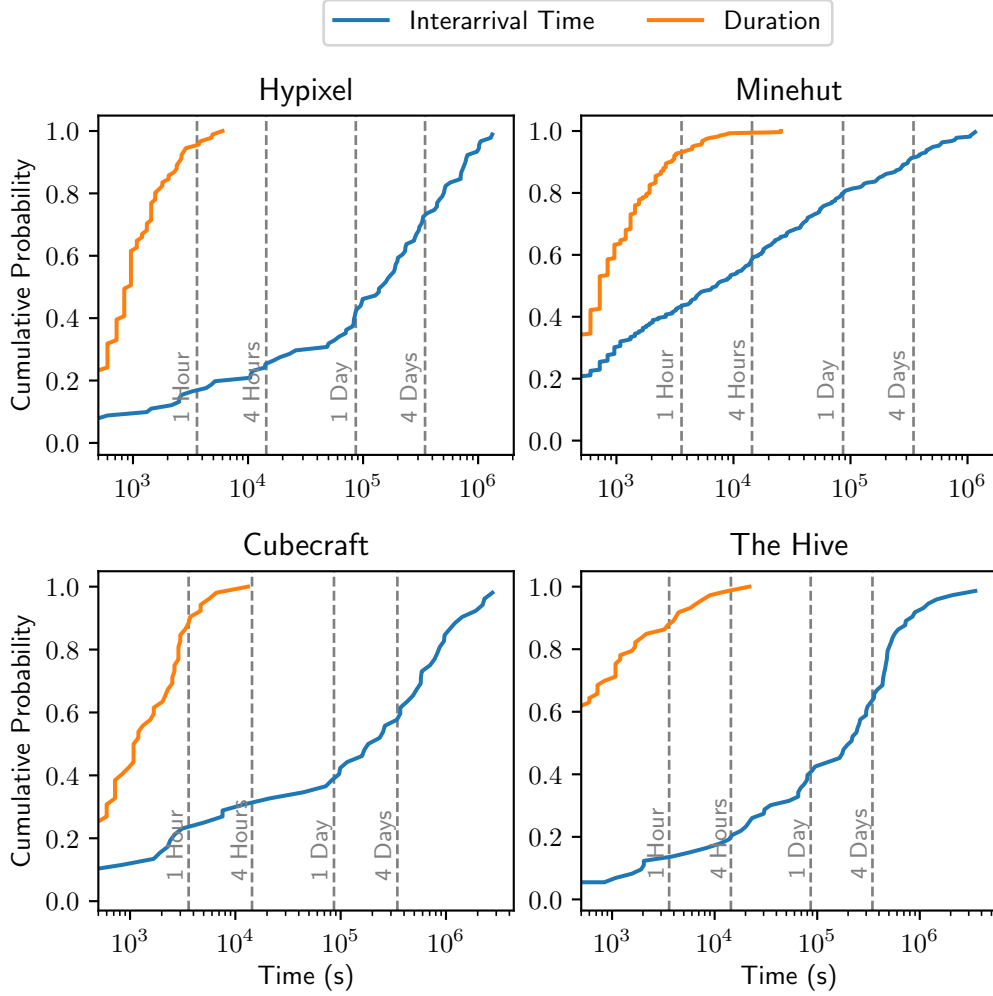 Interarrival Time Duration
Hypixel
Cumulative Probability
1.0
0.8
0.6
0.4
0.2
0.0
1 Hour
4 Hours
1 Day
4 Days
10³ 10⁴ 10⁵ 10⁶
Minehut
1.0
0.8
0.6
0.4
0.2
0.0
1 Hour
4 Hours
1 Day
4 Days
10³ 10⁴ 10⁵ 10⁶
Cubecraft
Cumulative Probability
1.0
0.8
0.6
0.4
0.2
0.0
1 Hour
4 Hours
1 Day
4 Days
10³ 10⁴ 10⁵ 10⁶
Time (s)
The Hive
1.0
0.8
0.6
0.4
0.2
0.0
1 Hour
4 Hours
1 Day
4 Days
10³ 10⁴ 10⁵ 10⁶
Time (s)